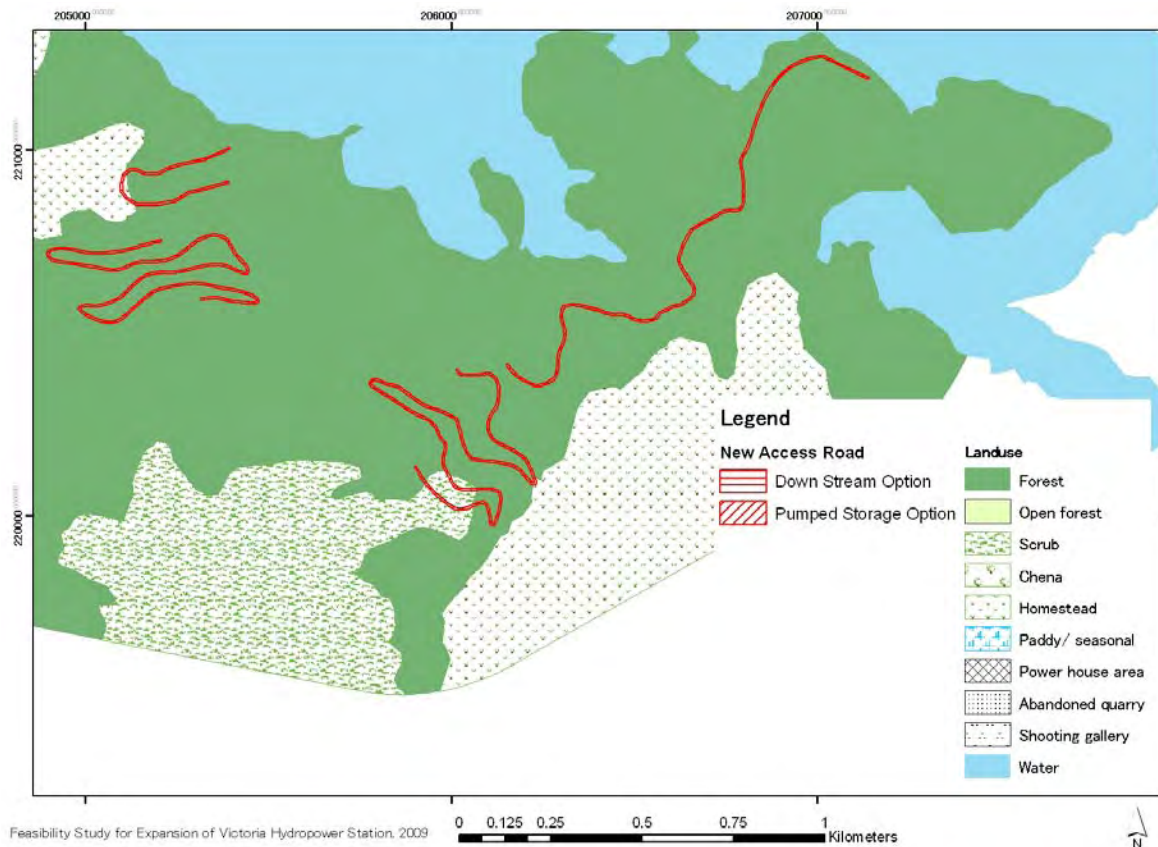 205000
206000
207000
221000
220000
Legend
New Access Road
Down Stream Option
Pumped Storage Option
Landuse
Forest
Open forest
Scrub
Chena
Homestead
Paddy/ seasonal
Power house area
Abandoned quarry
Shooting gallery
Water
Feasibility Study for Expansion of Victoria Hydropower Station, 2009
0 0.125 0.25 0.5 0.75 1
Kilometers
N